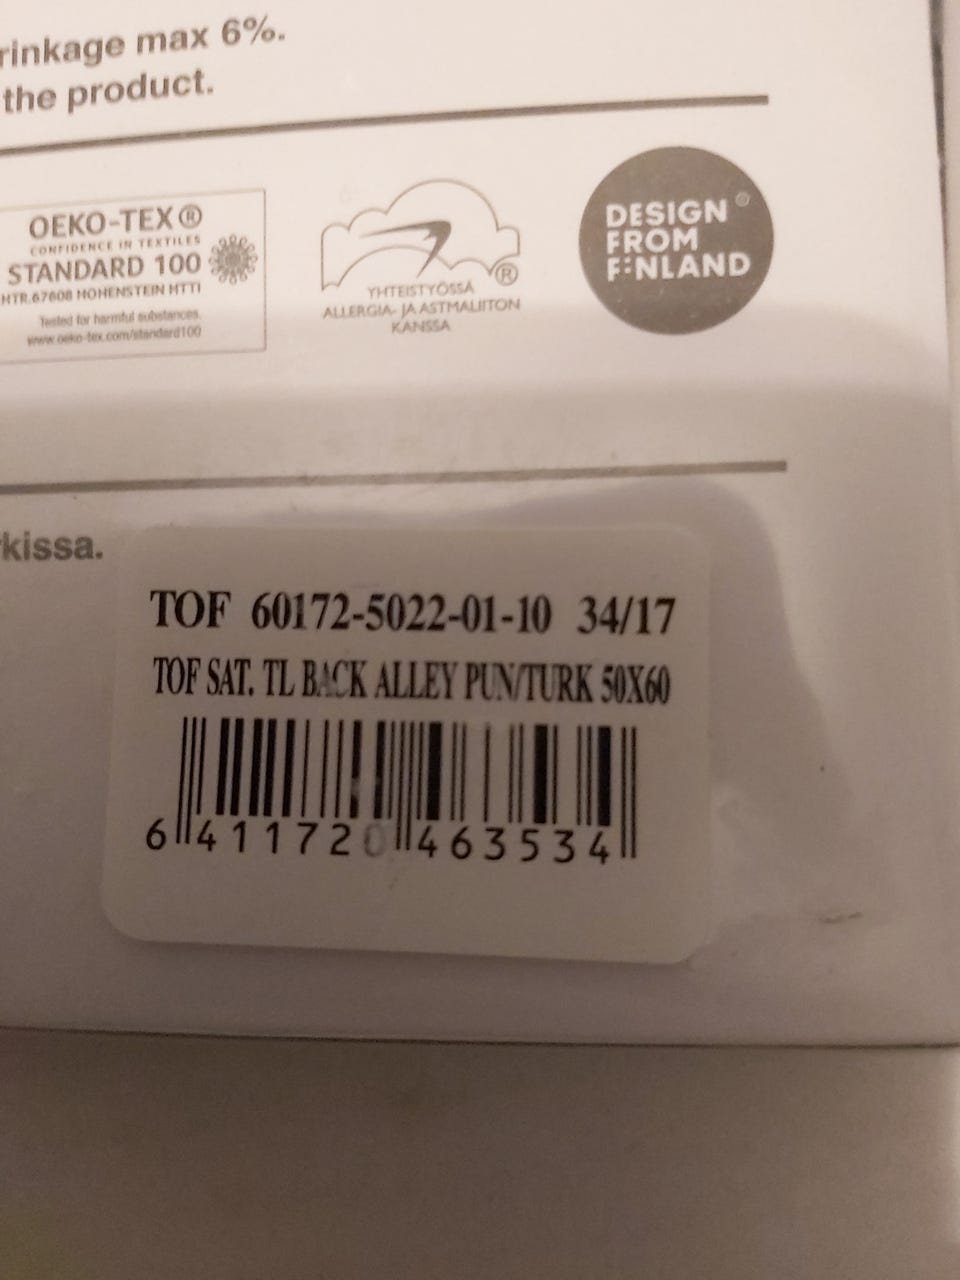 rinkage max 6%.
the product.
OEKO-TEX®
CONFIDENCE IN TEXTILES
STANDARD 100
HTR.67608 HOHENSTEIN HTTI
Tested for harmful substances.
www.oeko-tex.com/standard100
®
YHTEISTYÖSSÄ
ALLERGIA- JA ASTMALIITON
KANSSA
DESIGN
FROM
FINLAND
kissa.
TOF 60172-5022-01-10 34/17
TOF SAT. TL BACK ALLEY PUN/TURK 50X60
6 411720 463534